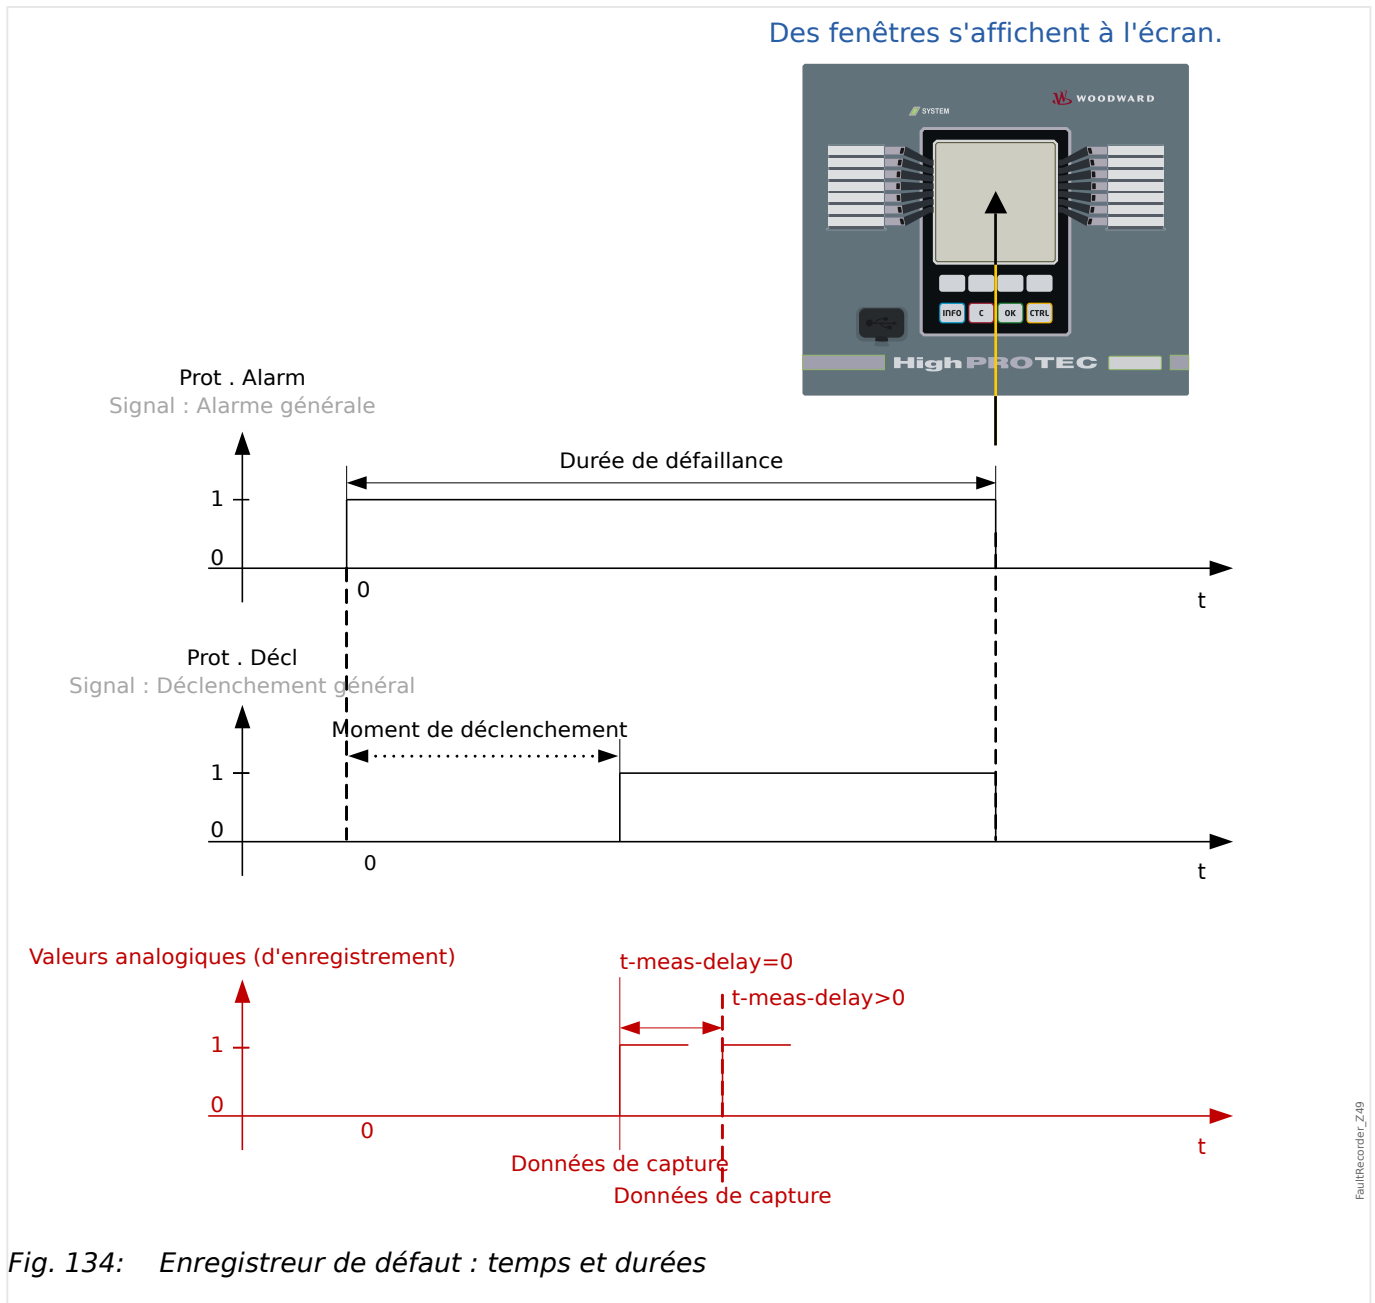 Des fenêtres s'affichent à l'écran.
WOODWARD
SYSTEM
INFO C OK CTRL
HighPROTEC
Prot . Alarm
Signal : Alarme générale
Durée de défaillance
1
0
0
t
Prot . Décl
Signal : Déclenchement général
Moment de déclenchement
1
0
0
t
Valeurs analogiques (d'enregistrement)
t-meas-delay=0
t-meas-delay>0
1
0
0
t
Données de capture
Données de capture
FaultRecorder_Z49
Fig. 134: Enregistreur de défaut : temps et durées